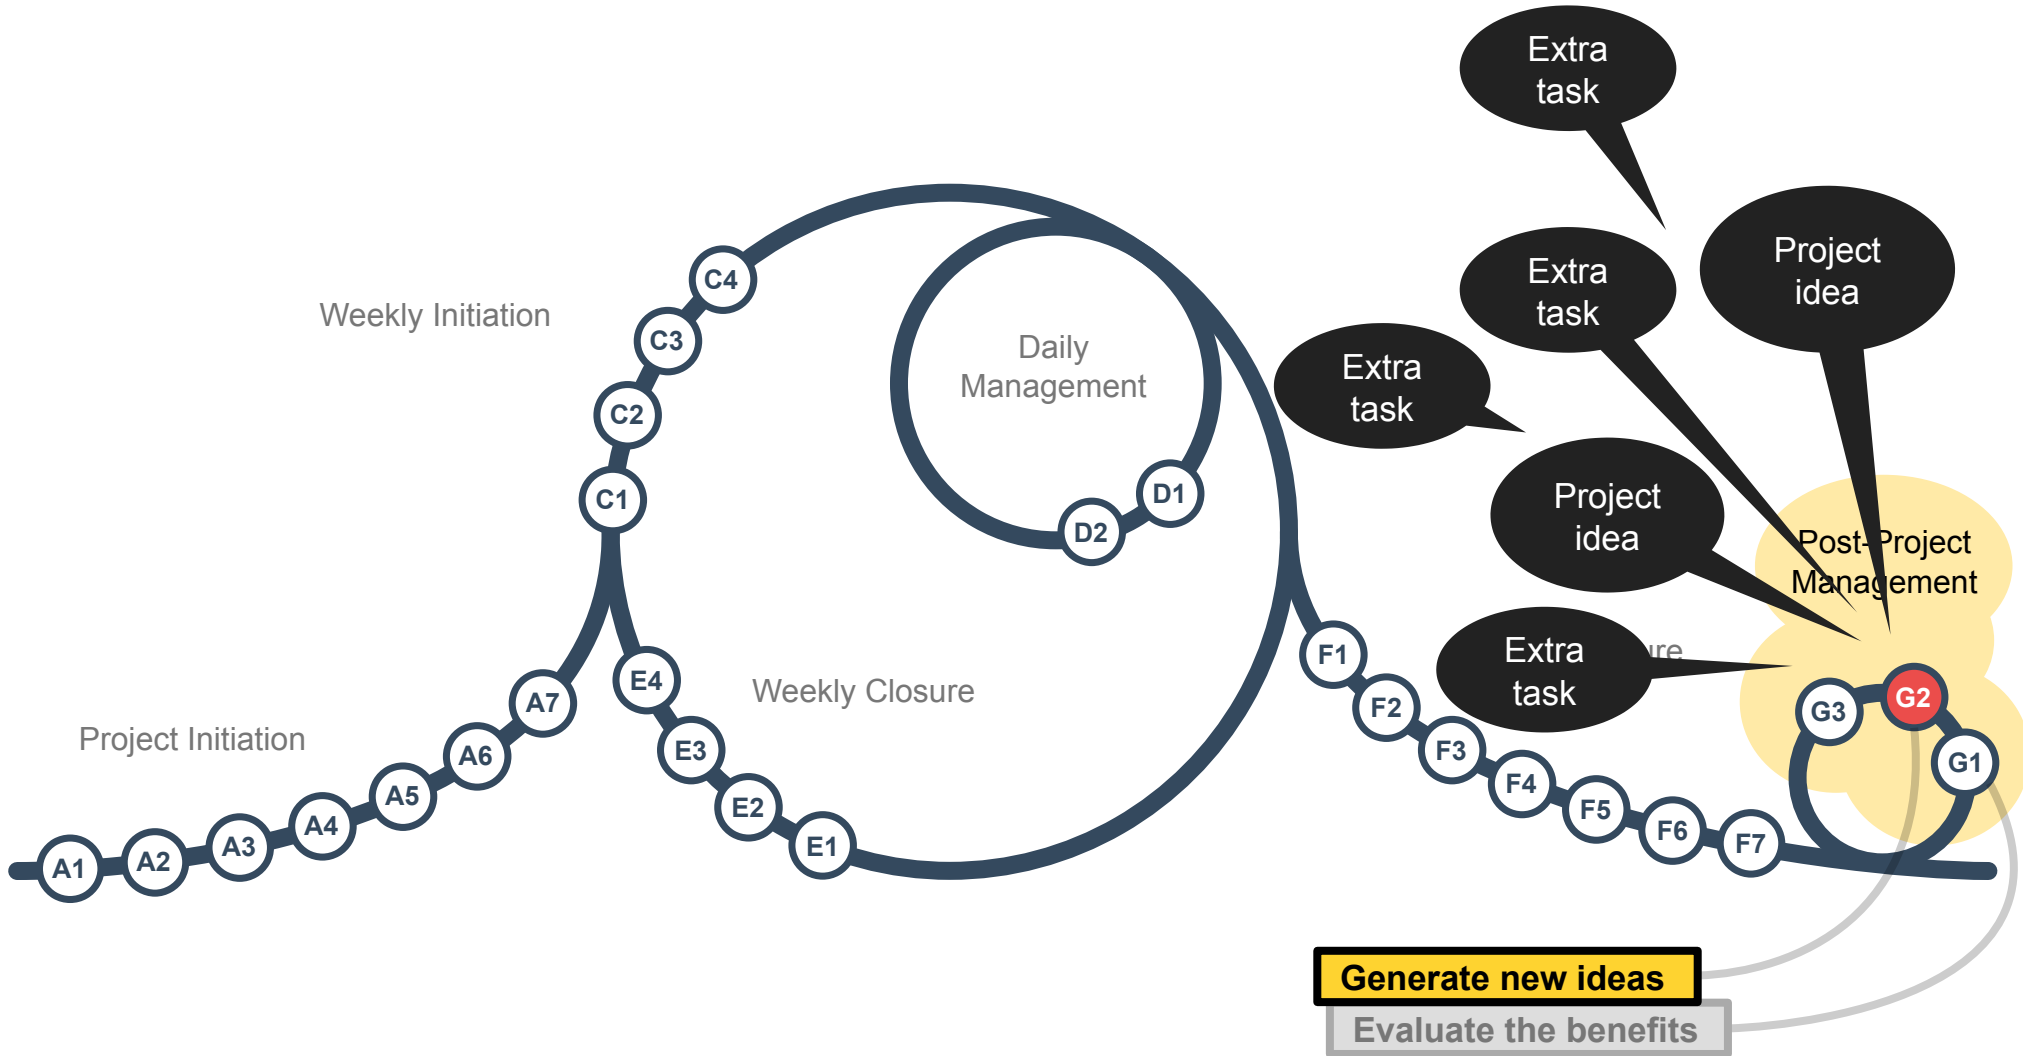 Extra
task
Extra
task
Project
idea
Weekly Initiation
Daily
Management
Extra
task
Project
idea
Post-Project
Management
Extra
task
Weekly Closure
Project Initiation
A1
A2
A3
A4
A5
A6
A7
C1
C2
C3
C4
D1
D2
E1
E2
E3
E4
F1
F2
F3
F4
F5
F6
F7
G1
G2
G3
Generate new ideas
Evaluate the benefits